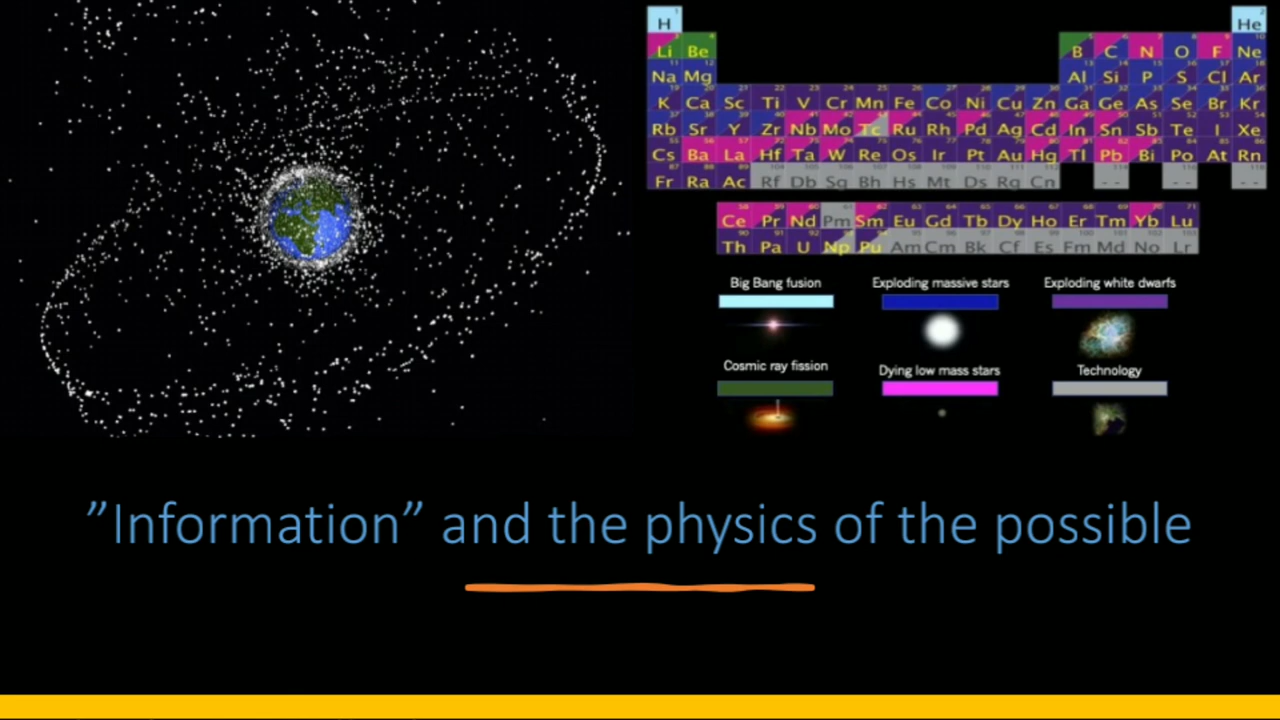 H He
Li Be B C N O F Ne
Na Mg Al Si P S Cl Ar
K Ca Sc Ti V Cr Mn Fe Co Ni Cu Zn Ga Ge As Se Br Kr
Rb Sr Y Zr Nb Mo Tc Ru Rh Pd Ag Cd In Sn Sb Te I Xe
Cs Ba La Hf Ta W Re Os Ir Pt Au Hg Tl Pb Bi Po At Rn
Fr Ra Ac Rf Db Sg Bh Hs Mt Ds Rg Cn -- -- --
Ce Pr Nd Pm Sm Eu Gd Tb Dy Ho Er Tm Yb Lu
Th Pa U Np Pu Am Cm Bk Cf Es Fm Md No Lr
Big Bang fusion Exploding massive stars Exploding white dwarfs
Cosmic ray fission Dying low mass stars Technology
”Information” and the physics of the possible